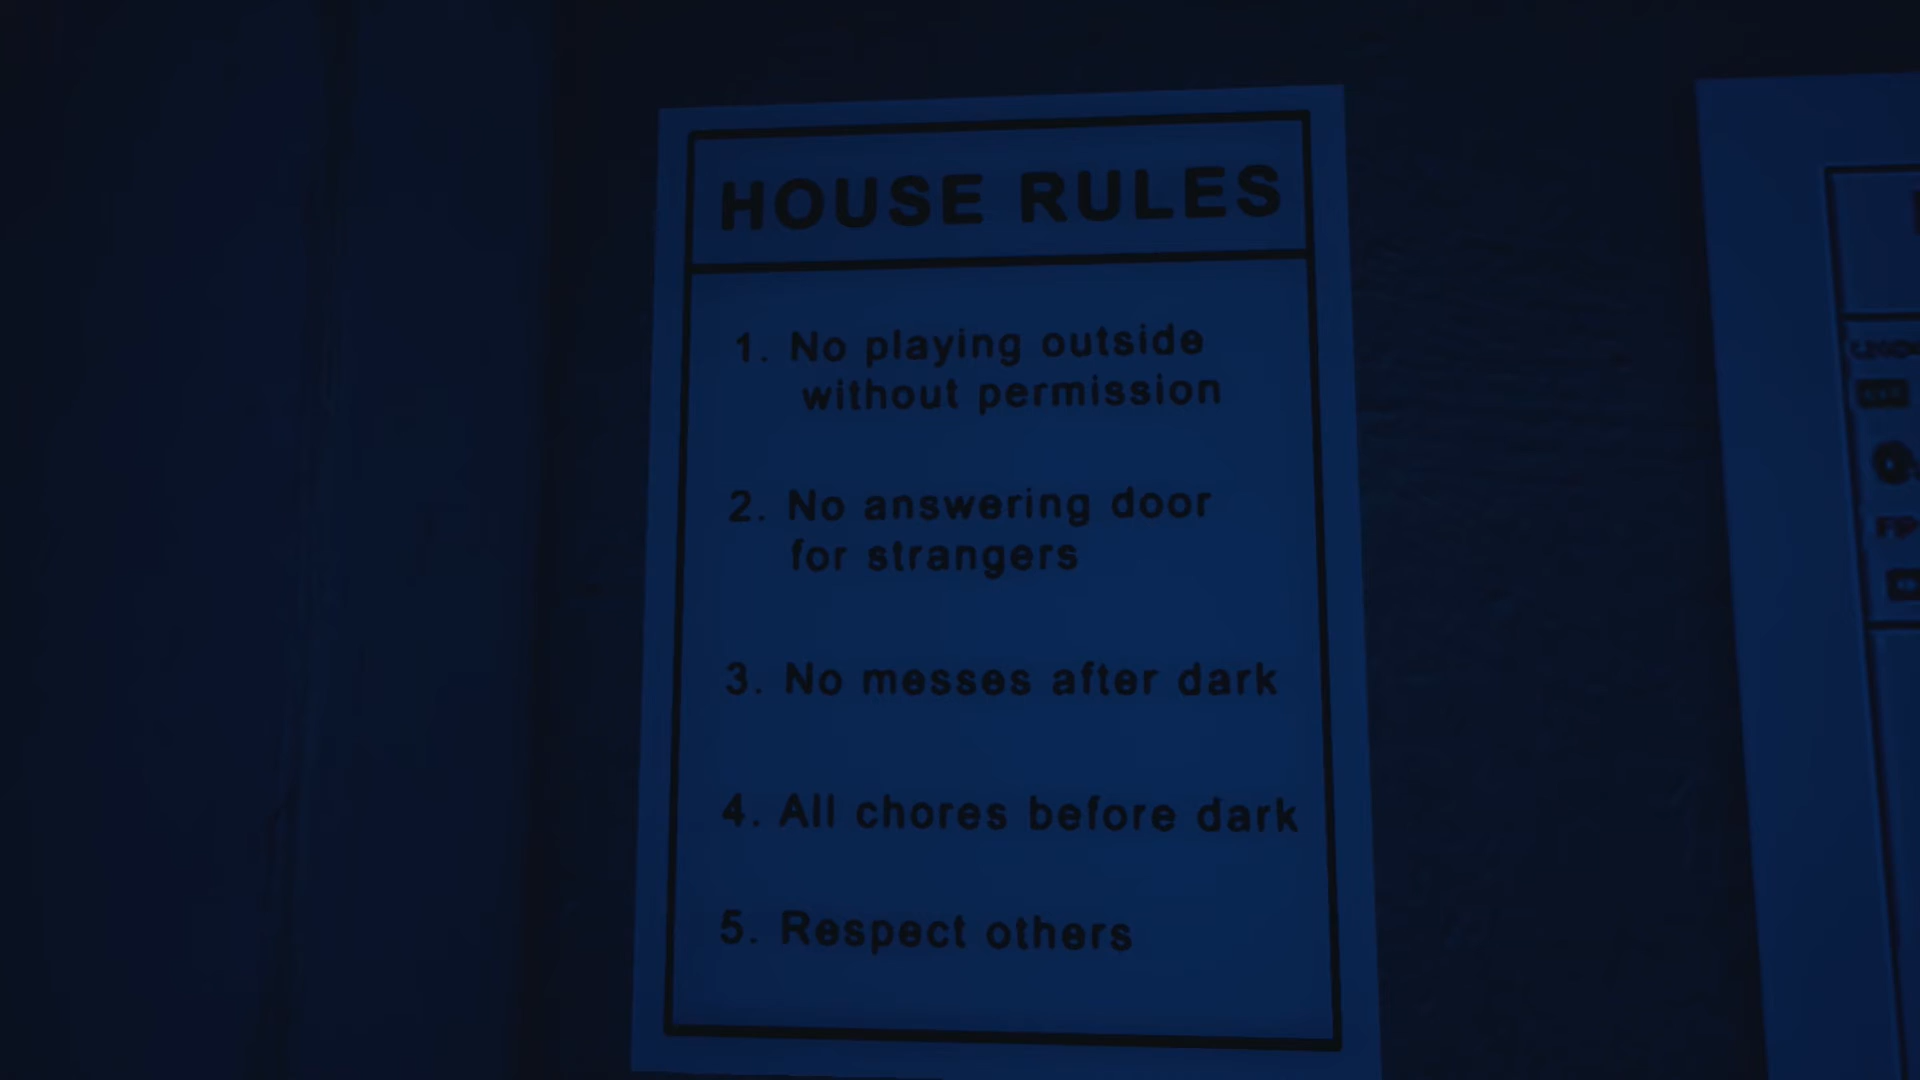 HOUSE RULES
1. No playing outside
without permission
2. No answering door
for strangers
3. No messes after dark
4. All chores before dark
5. Respect others